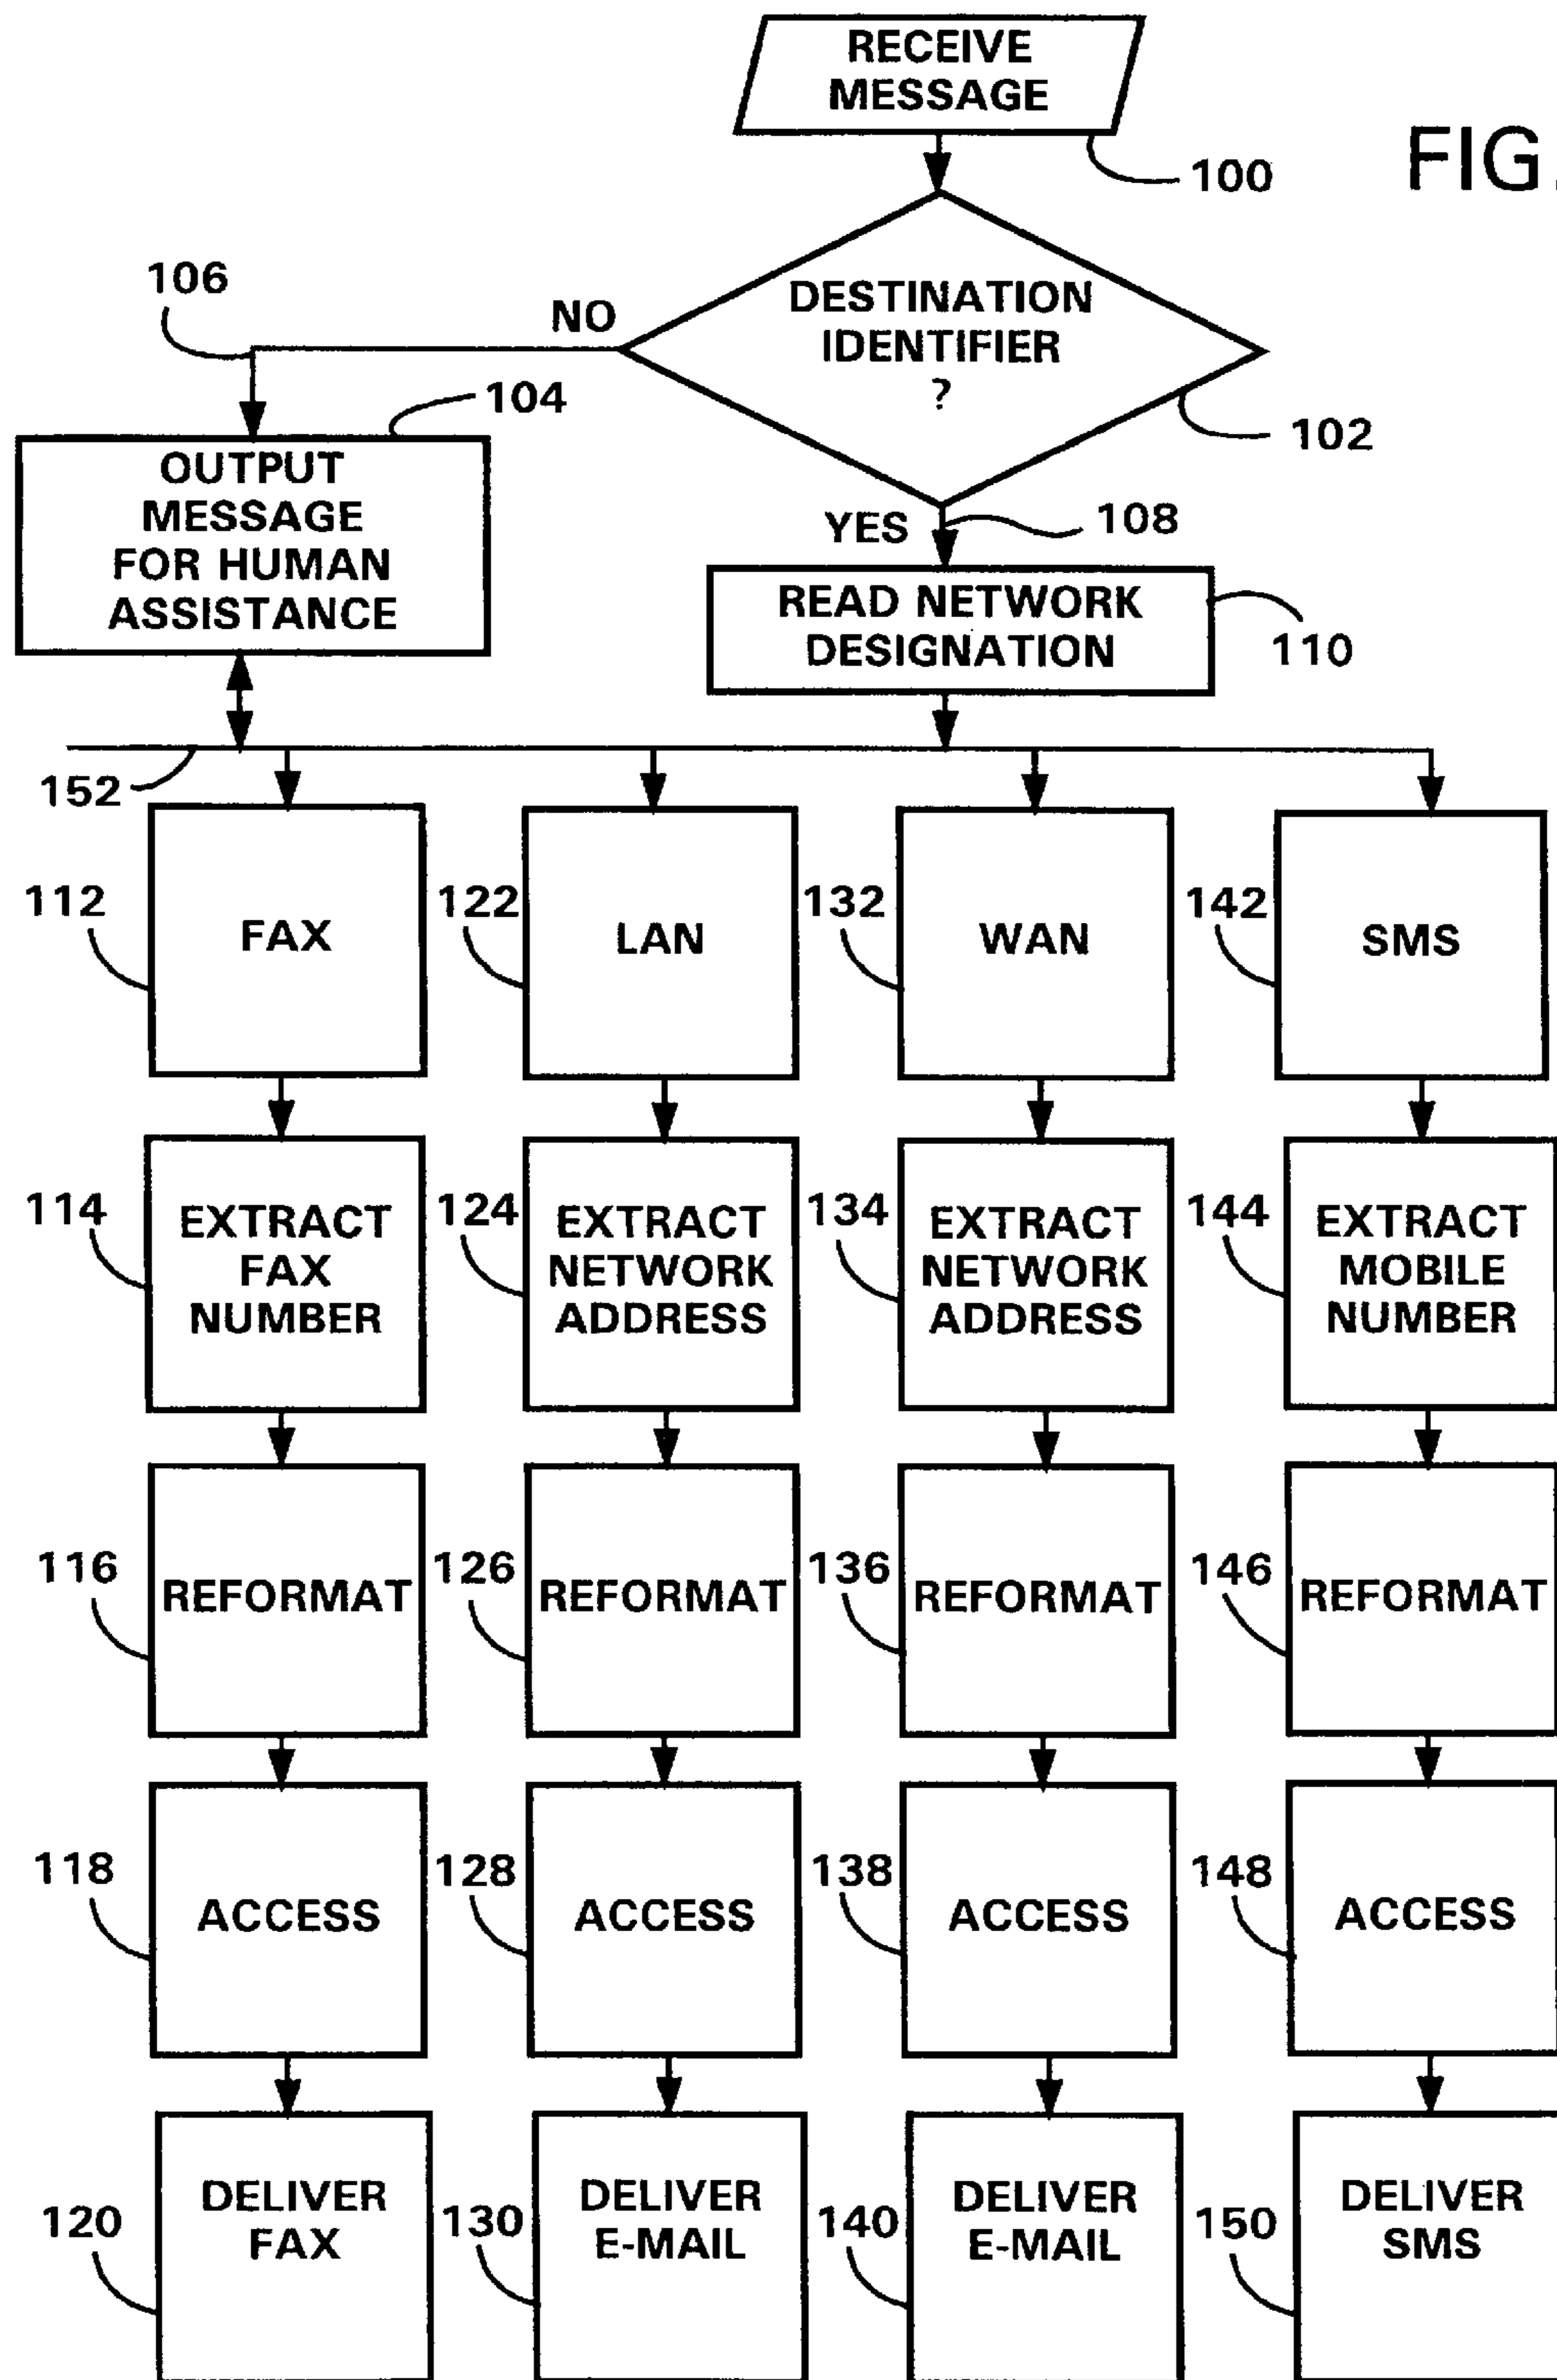 RECEIVE
MESSAGE
100
FIG.
DESTINATION
IDENTIFIER
?
102
NO
106
104
OUTPUT
MESSAGE
FOR HUMAN
ASSISTANCE
YES
108
READ NETWORK
DESIGNATION
110
152
112
FAX
122
LAN
132
WAN
142
SMS
114
EXTRACT
FAX
NUMBER
124
EXTRACT
NETWORK
ADDRESS
134
EXTRACT
NETWORK
ADDRESS
144
EXTRACT
MOBILE
NUMBER
116
REFORMAT
126
REFORMAT
136
REFORMAT
146
REFORMAT
118
ACCESS
128
ACCESS
138
ACCESS
148
ACCESS
120
DELIVER
FAX
130
DELIVER
E-MAIL
140
DELIVER
E-MAIL
150
DELIVER
SMS